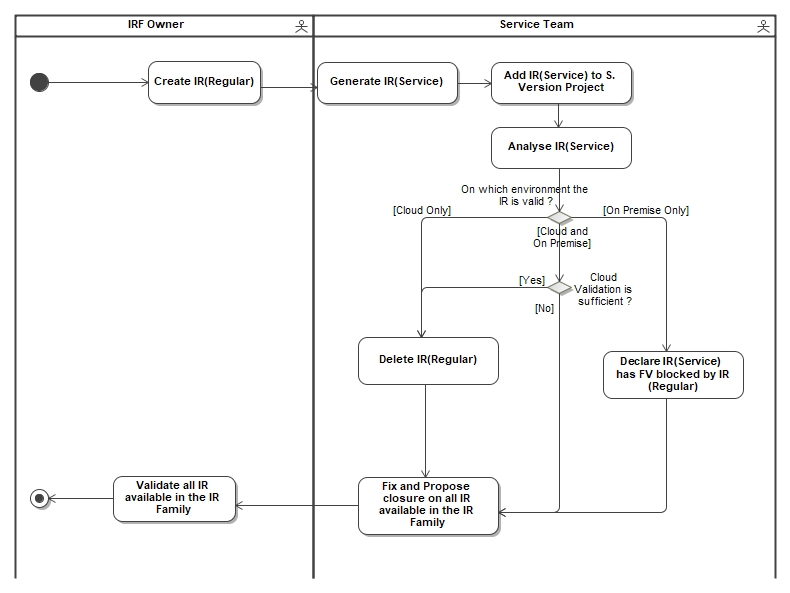 IRF Owner
Service Team
Create IR(Regular)
Generate IR(Service)
Add IR(Service) to S.
Version Project
Analyse IR(Service)
On which environment the
IR is valid ?
[Cloud Only]
[On Premise Only]
[Cloud and
On Premise]
[Yes]
Cloud
Validation is
sufficient ?
[No]
Delete IR(Regular)
Declare IR(Service)
has FV blocked by IR
(Regular)
Validate all IR
available in the IR
Family
Fix and Propose
closure on all IR
available in the IR
Family